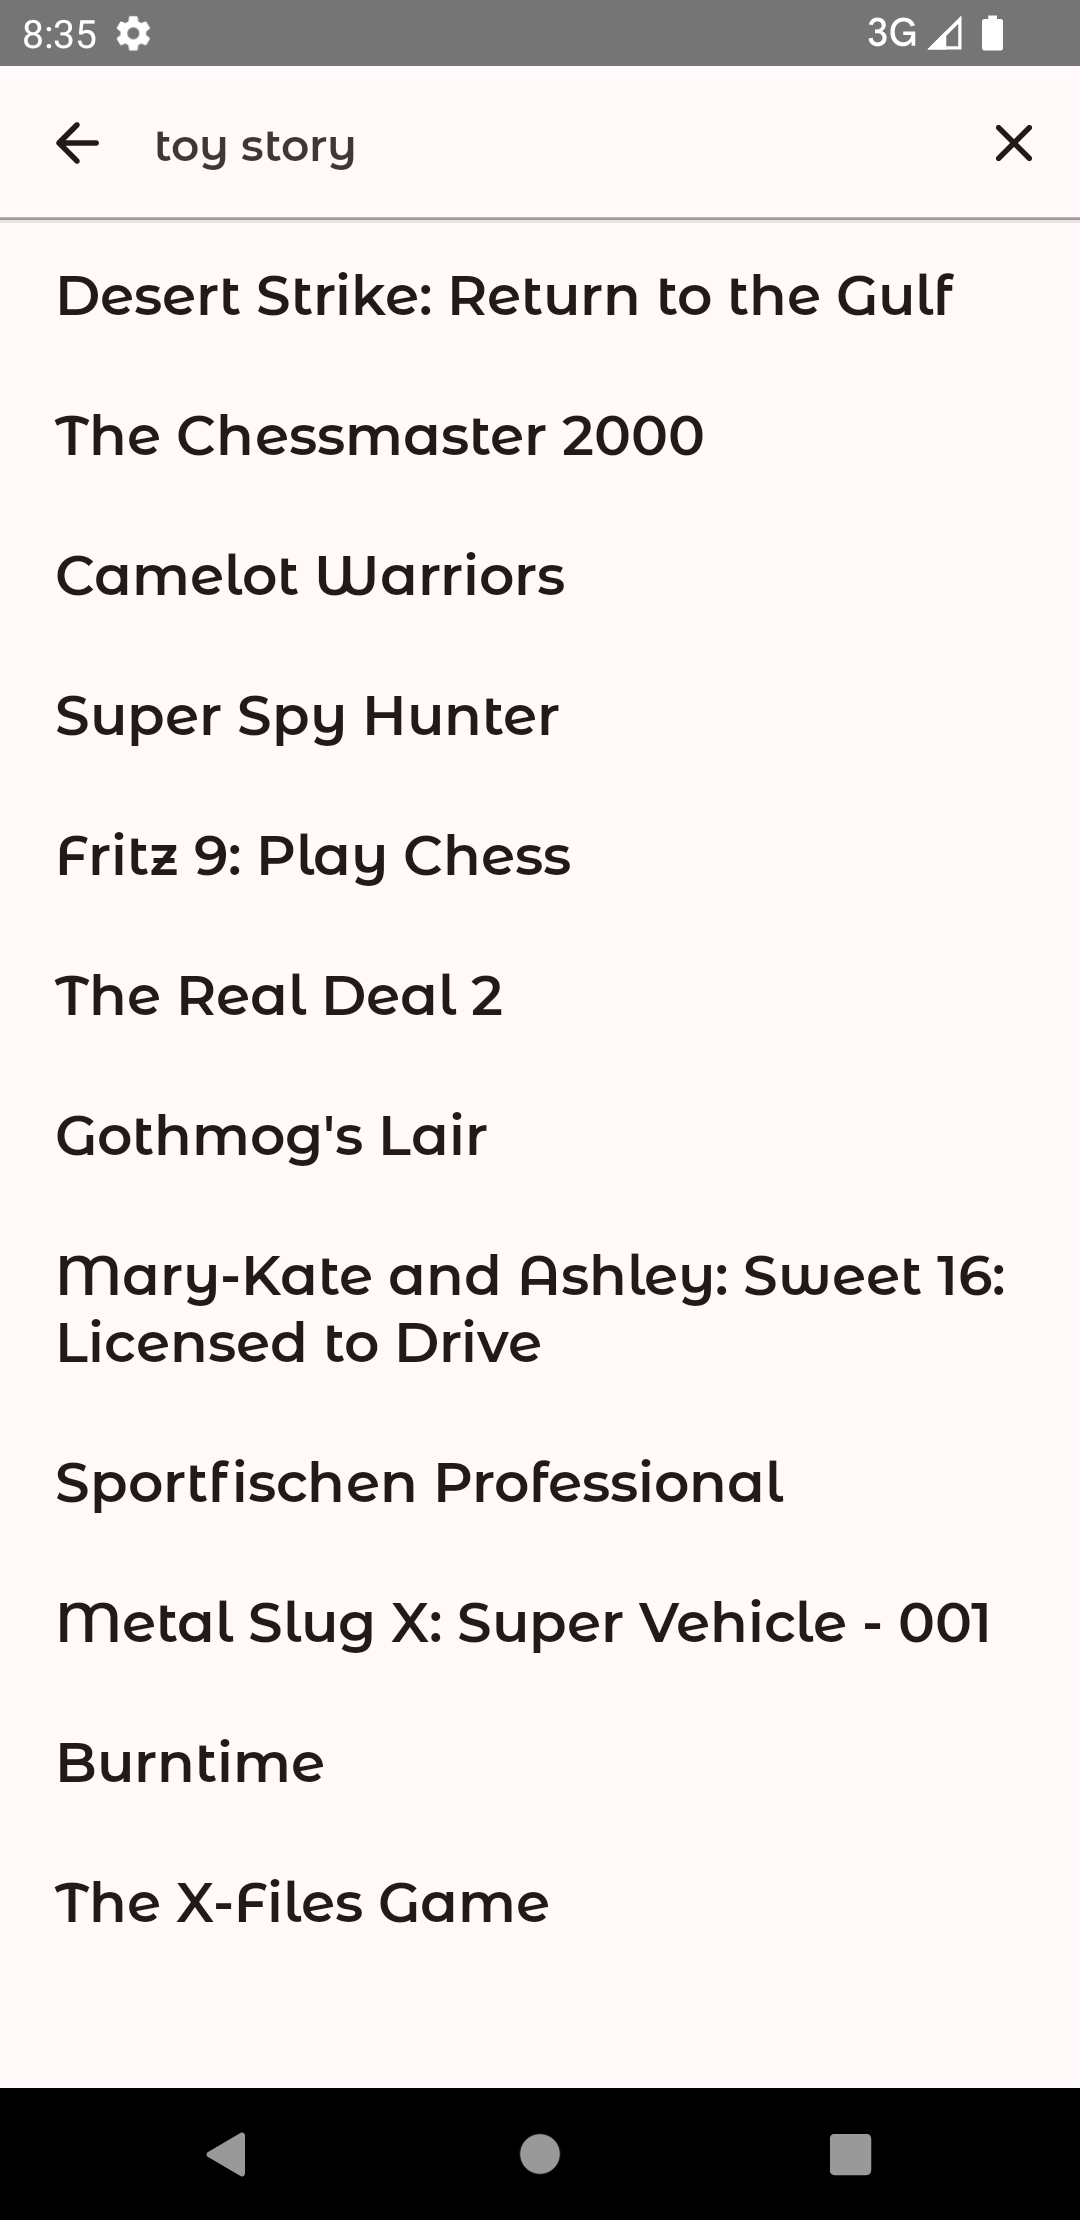 8:35
3G
toy story
Desert Strike: Return to the Gulf
The Chessmaster 2000
Camelot Warriors
Super Spy Hunter
Fritz 9: Play Chess
The Real Deal 2
Gothmog's Lair
Mary-Kate and Ashley: Sweet 16:
Licensed to Drive
Sportfischen Professional
Metal Slug X: Super Vehicle - 001
Burntime
The X-Files Game